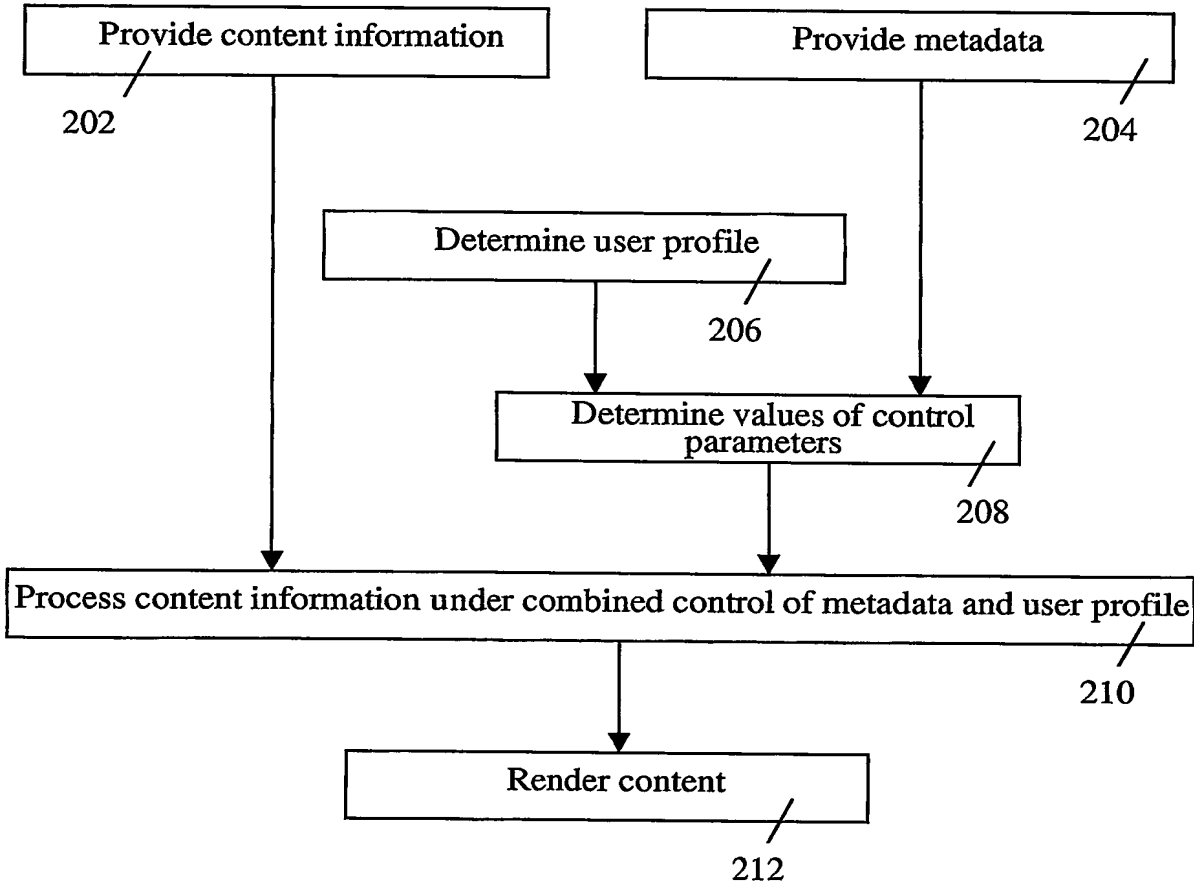 Provide content information
202
Provide metadata
204
Determine user profile
206
Determine values of control
parameters
208
Process content information under combined control of metadata and user profile
210
Render content
212